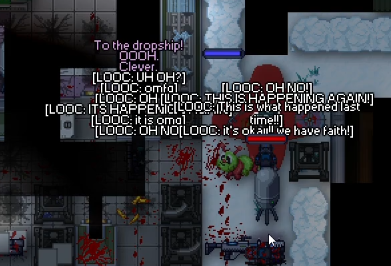 To the dropship!
OOOH.
Clever.
[LOOC: UH OH?]
[LOOC: omfg]
[LOOC: OH NO!]
[LOOC: OH
[LOOC: THIS IS HAPPENING AGAIN!]
[LOOC: ITS HAPPENI
[LOOC:
this is what happened last time!!]
[LOOC: it is omg]
[LOOC: OH NO
[LOOC: it's okay!! we have faith!]